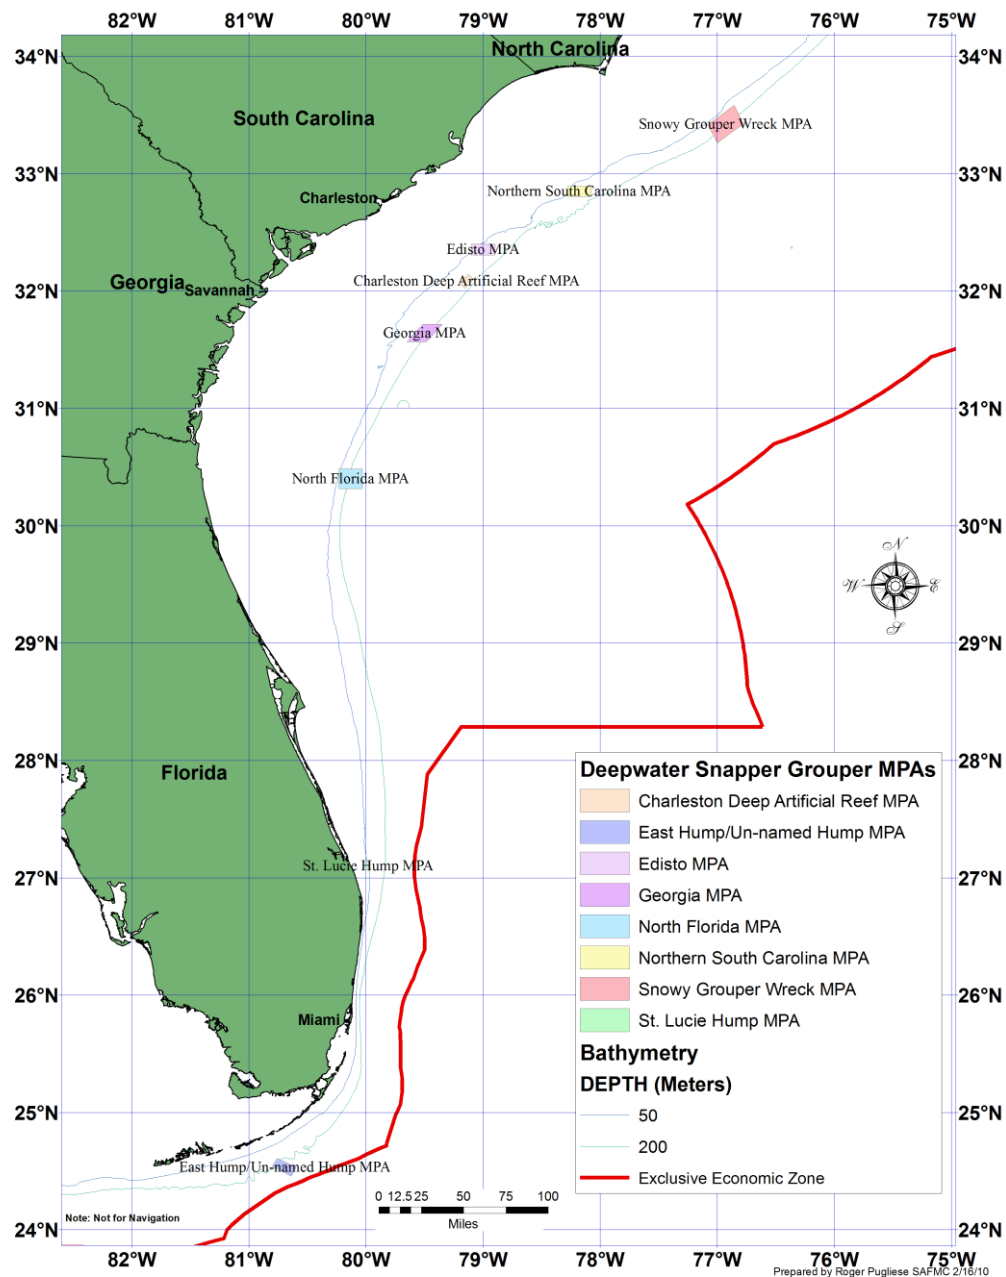 82°W 81°W 80°W 79°W 78°W 77°W 76°W 75°W
34°N North Carolina 34°N
South Carolina
Snowy Grouper Wreck MPA
33°N 33°N
Northern South Carolina MPA
Charleston
Edisto MPA
Georgia Charleston Deep Artificial Reef MPA
Savannah
32°N 32°N
Georgia MPA
31°N 31°N
North Florida MPA
30°N 30°N
N
W E
S
29°N 29°N
28°N 28°N
Florida
Deepwater Snapper Grouper MPAs
Charleston Deep Artificial Reef MPA
East Hump/Un-named Hump MPA
Edisto MPA
St. Lucie Hump MPA
27°N 27°N
Georgia MPA
North Florida MPA
Northern South Carolina MPA
26°N 26°N
Snowy Grouper Wreck MPA
Miami
St. Lucie Hump MPA
Bathymetry
DEPTH (Meters)
25°N 25°N
50
200
East Hump/Un-named Hump MPA
Exclusive Economic Zone
0 12.5 25 50 75 100
Miles
Note: Not for Navigation
24°N 24°N
82°W 81°W 80°W 79°W 78°W 77°W 76°W 75°W
Prepared by Roger Pugliese SAFMC 2/16/10